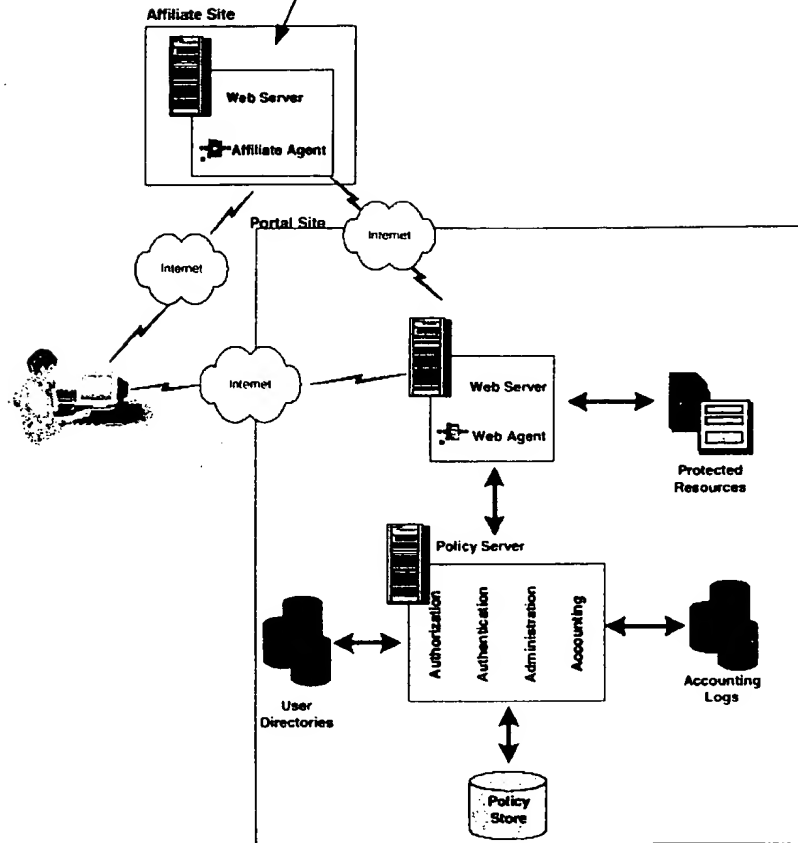 Affiliate Site
Web Server
Affiliate Agent
Portal Site
Internet
Internet
Internet
Web Server
Web Agent
Protected
Resources
Policy Server
Authorization
Authentication
Administration
Accounting
User
Directories
Accounting
Logs
Policy
Store